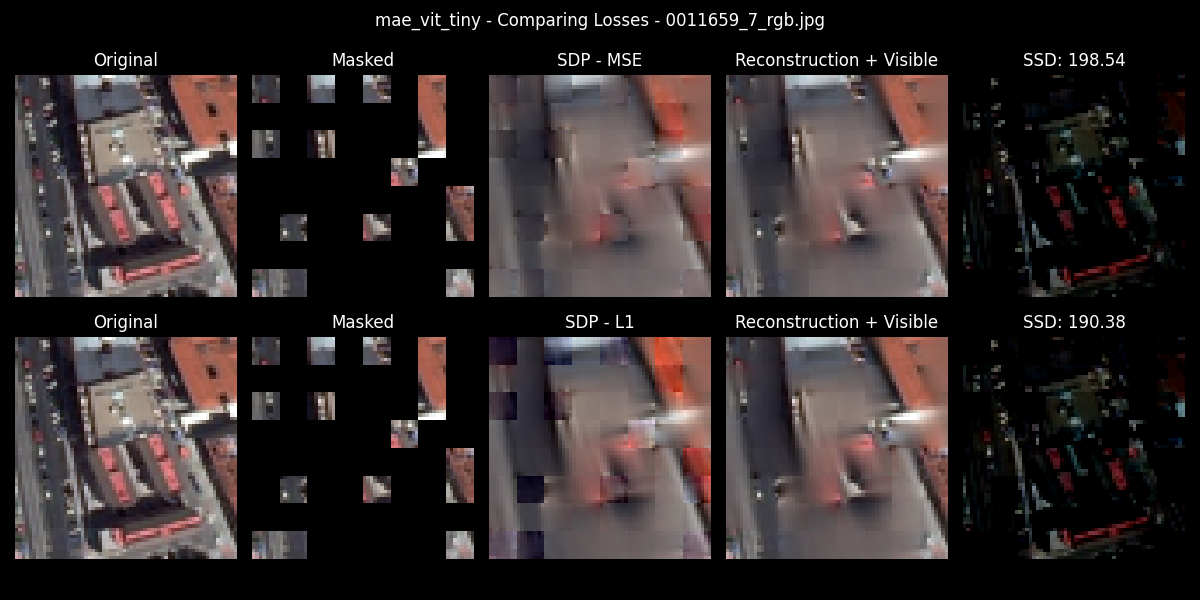 mae_vit_tiny - Comparing Losses - 0011659_7_rgb.jpg
Original
Masked
SDP - MSE
Reconstruction + Visible
SSD: 198.54
Original
Masked
SDP - L1
Reconstruction + Visible
SSD: 190.38